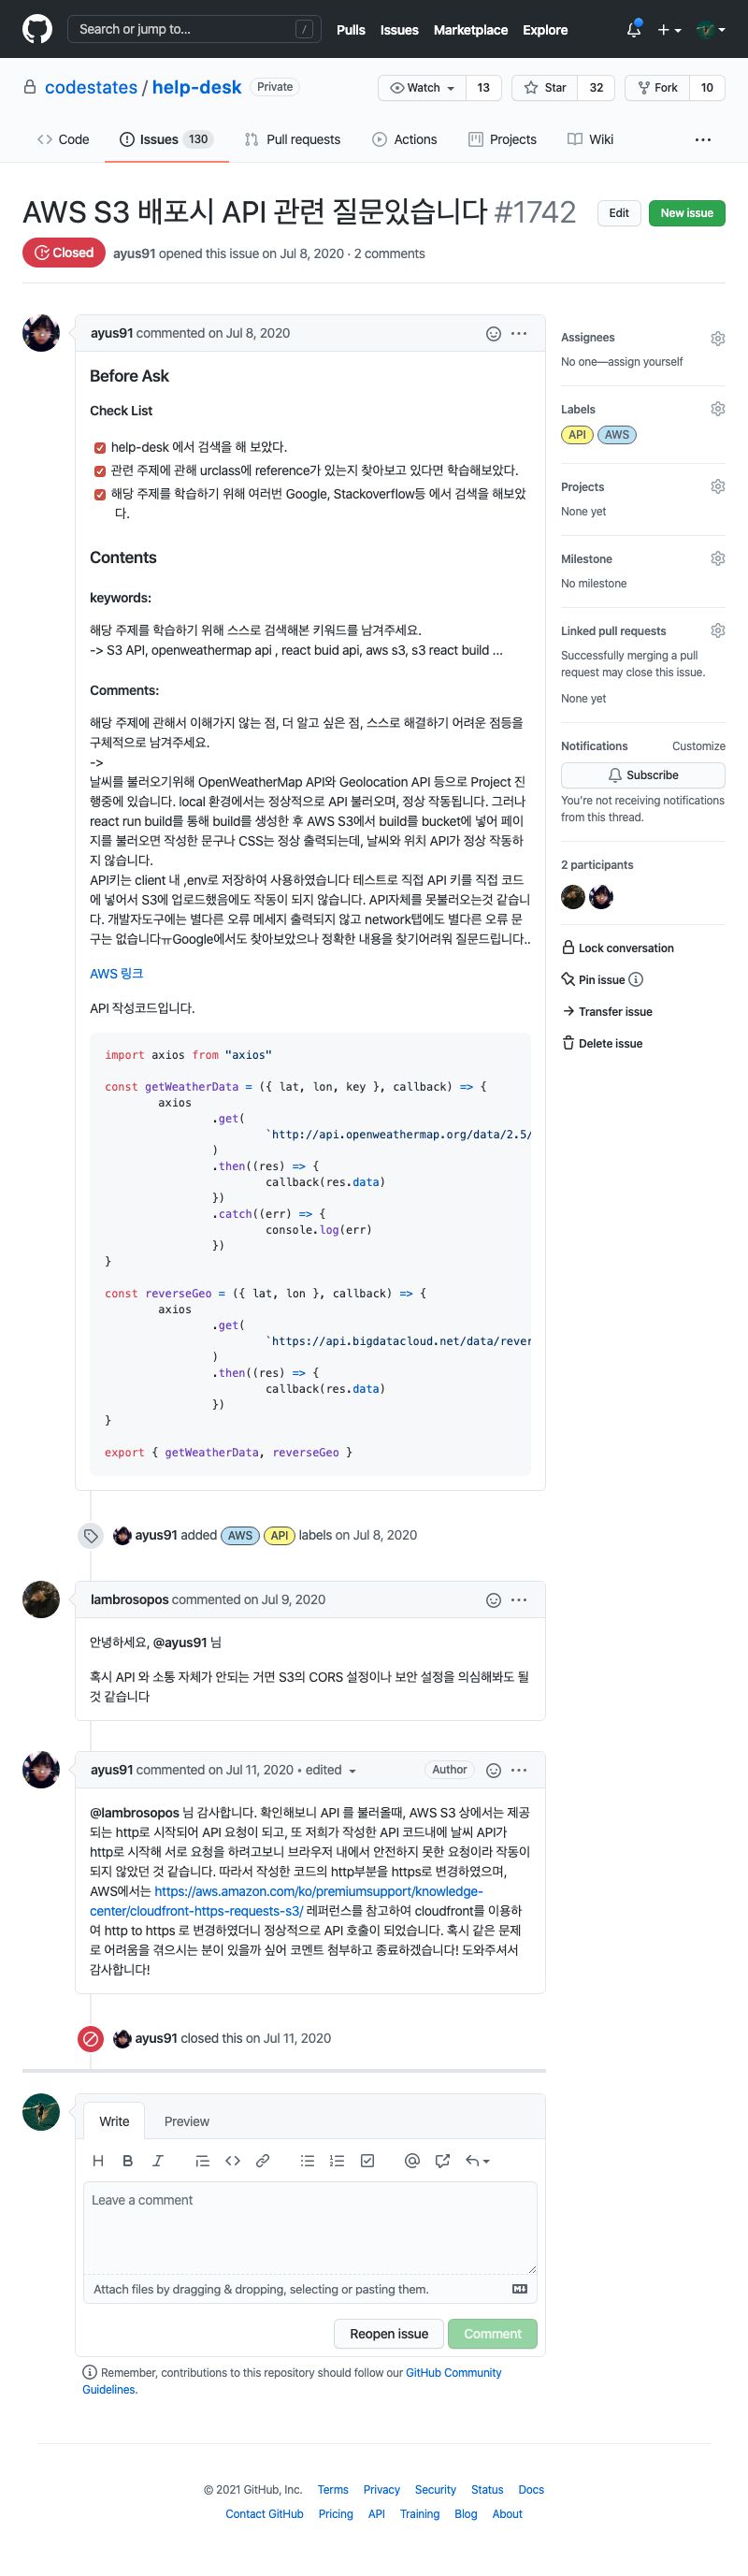 Search or jump to...
/
Pulls Issues Marketplace Explore
codestates / help-desk Private
Watch 13 Star 32 Fork 10
Code Issues 130 Pull requests Actions Projects Wiki
AWS S3 배포시 API 관련 질문있습니다 #1742
Edit New issue
Closed ayus91 opened this issue on Jul 8, 2020 · 2 comments
ayus91 commented on Jul 8, 2020
Before Ask
Check List
help-desk 에서 검색을 해 보았다.
관련 주제에 관해 urclass에 reference가 있는지 찾아보고 있다면 학습해보았다.
해당 주제를 학습하기 위해 여러번 Google, Stackoverflow등 에서 검색을 해보았
다.
Contents
keywords:
해당 주제를 학습하기 위해 스스로 검색해본 키워드를 남겨주세요.
-> S3 API, openweathermap api , react buid api, aws s3, s3 react build ...
Comments:
해당 주제에 관해서 이해가지 않는 점, 더 알고 싶은 점, 스스로 해결하기 어려운 점등을
구체적으로 남겨주세요.
->
날씨를 불러오기위해 OpenWeatherMap API와 Geolocation API 등으로 Project 진
행중에 있습니다. local 환경에서는 정상적으로 API 불러오며, 정상 작동됩니다. 그러나
react run build를 통해 build를 생성한 후 AWS S3에서 build를 bucket에 넣어 페이
지를 불러오면 작성한 문구나 CSS는 정상 출력되는데, 날씨와 위치 API가 정상 작동하
지 않습니다.
API키는 client 내 ,env로 저장하여 사용하였습니다 테스트로 직접 API 키를 직접 코드
에 넣어서 S3에 업로드했음에도 작동이 되지 않습니다. API자체를 못불러오는것 같습니
다. 개발자도구에는 별다른 오류 메세지 출력되지 않고 network탭에도 별다른 오류 문
구는 없습니다ㅠGoogle에서도 찾아보았으나 정확한 내용을 찾기어려워 질문드립니다..
AWS 링크
API 작성코드입니다.
import axios from "axios"
const getWeatherData = ({ lat, lon, key }, callback) => {
axios
.get(
`http://api.openweathermap.org/data/2.5/
)
.then((res) => {
callback(res.data)
})
.catch((err) => {
console.log(err)
})
}
const reverseGeo = ({ lat, lon }, callback) => {
axios
.get(
`https://api.bigdatacloud.net/data/rever
)
.then((res) => {
callback(res.data)
})
}
export { getWeatherData, reverseGeo }
ayus91 added AWS API labels on Jul 8, 2020
lambrosopos commented on Jul 9, 2020
안녕하세요, @ayus91 님
혹시 API 와 소통 자체가 안되는 거면 S3의 CORS 설정이나 보안 설정을 의심해봐도 될
것 같습니다
ayus91 commented on Jul 11, 2020 • edited Author
@lambrosopos 님 감사합니다. 확인해보니 API 를 불러올때, AWS S3 상에서는 제공
되는 http로 시작되어 API 요청이 되고, 또 저희가 작성한 API 코드내에 날씨 API가
http로 시작해 서로 요청을 하려고보니 브라우저 내에서 안전하지 못한 요청이라 작동이
되지 않았던 것 같습니다. 따라서 작성한 코드의 http부분을 https로 변경하였으며,
AWS에서는 https://aws.amazon.com/ko/premiumsupport/knowledge-
center/cloudfront-https-requests-s3/ 레퍼런스를 참고하여 cloudfront를 이용하
여 http to https 로 변경하였더니 정상적으로 API 호출이 되었습니다. 혹시 같은 문제
로 어려움을 겪으시는 분이 있을까 싶어 코멘트 첨부하고 종료하겠습니다! 도와주셔서
감사합니다!
ayus91 closed this on Jul 11, 2020
Write Preview
Leave a comment
Attach files by dragging & dropping, selecting or pasting them.
Reopen issue Comment
Remember, contributions to this repository should follow our GitHub Community
Guidelines.
Assignees
No one—assign yourself
Labels
API AWS
Projects
None yet
Milestone
No milestone
Linked pull requests
Successfully merging a pull
request may close this issue.
None yet
Notifications Customize
Subscribe
You're not receiving notifications
from this thread.
2 participants
Lock conversation
Pin issue
Transfer issue
Delete issue
© 2021 GitHub, Inc. Terms Privacy Security Status Docs
Contact GitHub Pricing API Training Blog About